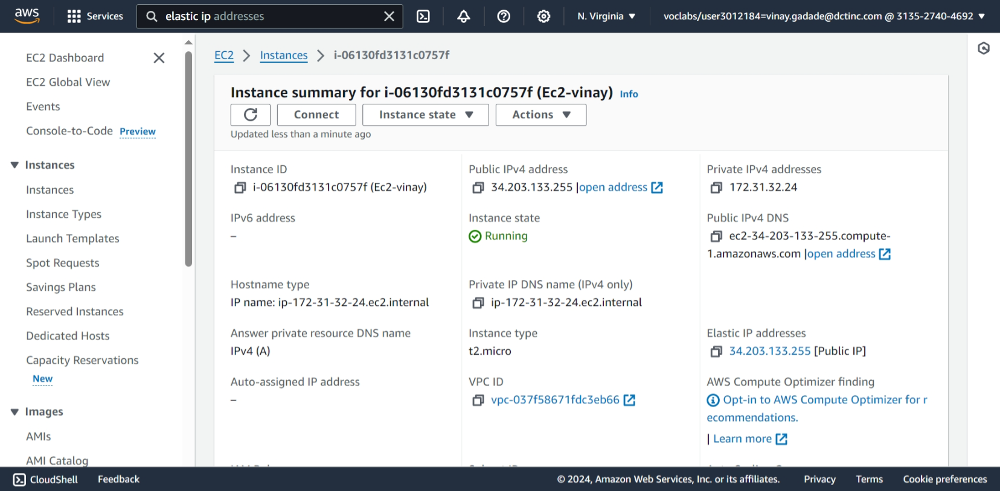 aws
Services
elastic ip addresses
N. Virginia
voclabs/user3012184=vinay.gadade@dctinc.com @ 3135-2740-4692
EC2 Dashboard
EC2 Global View
Events
Console-to-Code Preview
Instances
Instances
Instance Types
Launch Templates
Spot Requests
Savings Plans
Reserved Instances
Dedicated Hosts
Capacity Reservations
New
Images
AMIs
AMI Catalog
EC2
Instances
i-06130fd3131c0757f
Instance summary for i-06130fd3131c0757f (Ec2-vinay) Info
Connect
Instance state
Actions
Updated less than a minute ago
Instance ID
i-06130fd3131c0757f (Ec2-vinay)
Public IPv4 address
34.203.133.255 |open address
Private IPv4 addresses
172.31.32.24
IPv6 address
–
Instance state
Running
Public IPv4 DNS
ec2-34-203-133-255.compute-
1.amazonaws.com |open address
Hostname type
IP name: ip-172-31-32-24.ec2.internal
Private IP DNS name (IPv4 only)
ip-172-31-32-24.ec2.internal
Answer private resource DNS name
IPv4 (A)
Instance type
t2.micro
Elastic IP addresses
34.203.133.255 [Public IP]
Auto-assigned IP address
–
VPC ID
vpc-037f58671fdc3eb66
AWS Compute Optimizer finding
Opt-in to AWS Compute Optimizer for r
ecommendations.
| Learn more
CloudShell
Feedback
© 2024, Amazon Web Services, Inc. or its affiliates.
Privacy
Terms
Cookie preferences